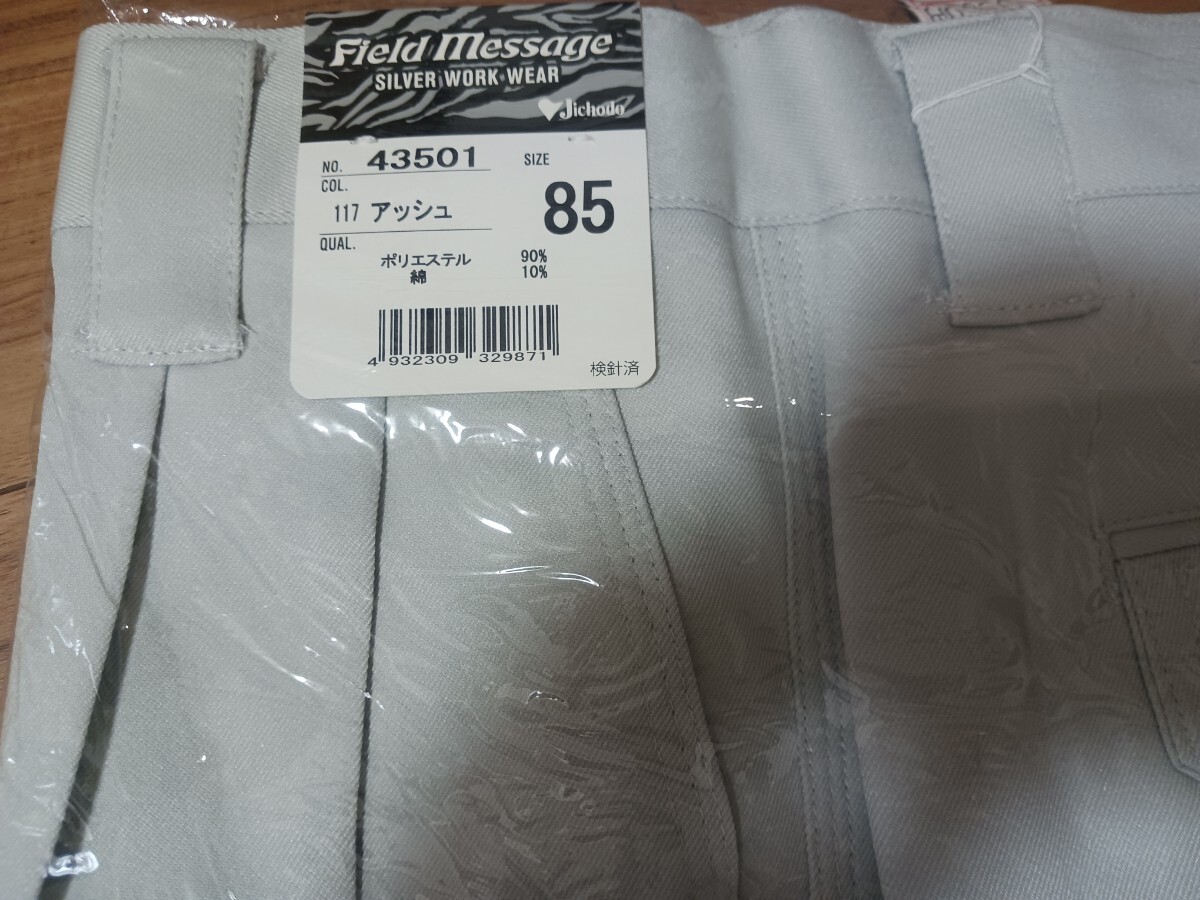 Field Message
SILVER WORK WEAR
Jichodo
NO. 43501 SIZE
COL.
117 アッシュ 85
QUAL.
ポリエステル 90%
綿 10%
4 932309 329871
検針済